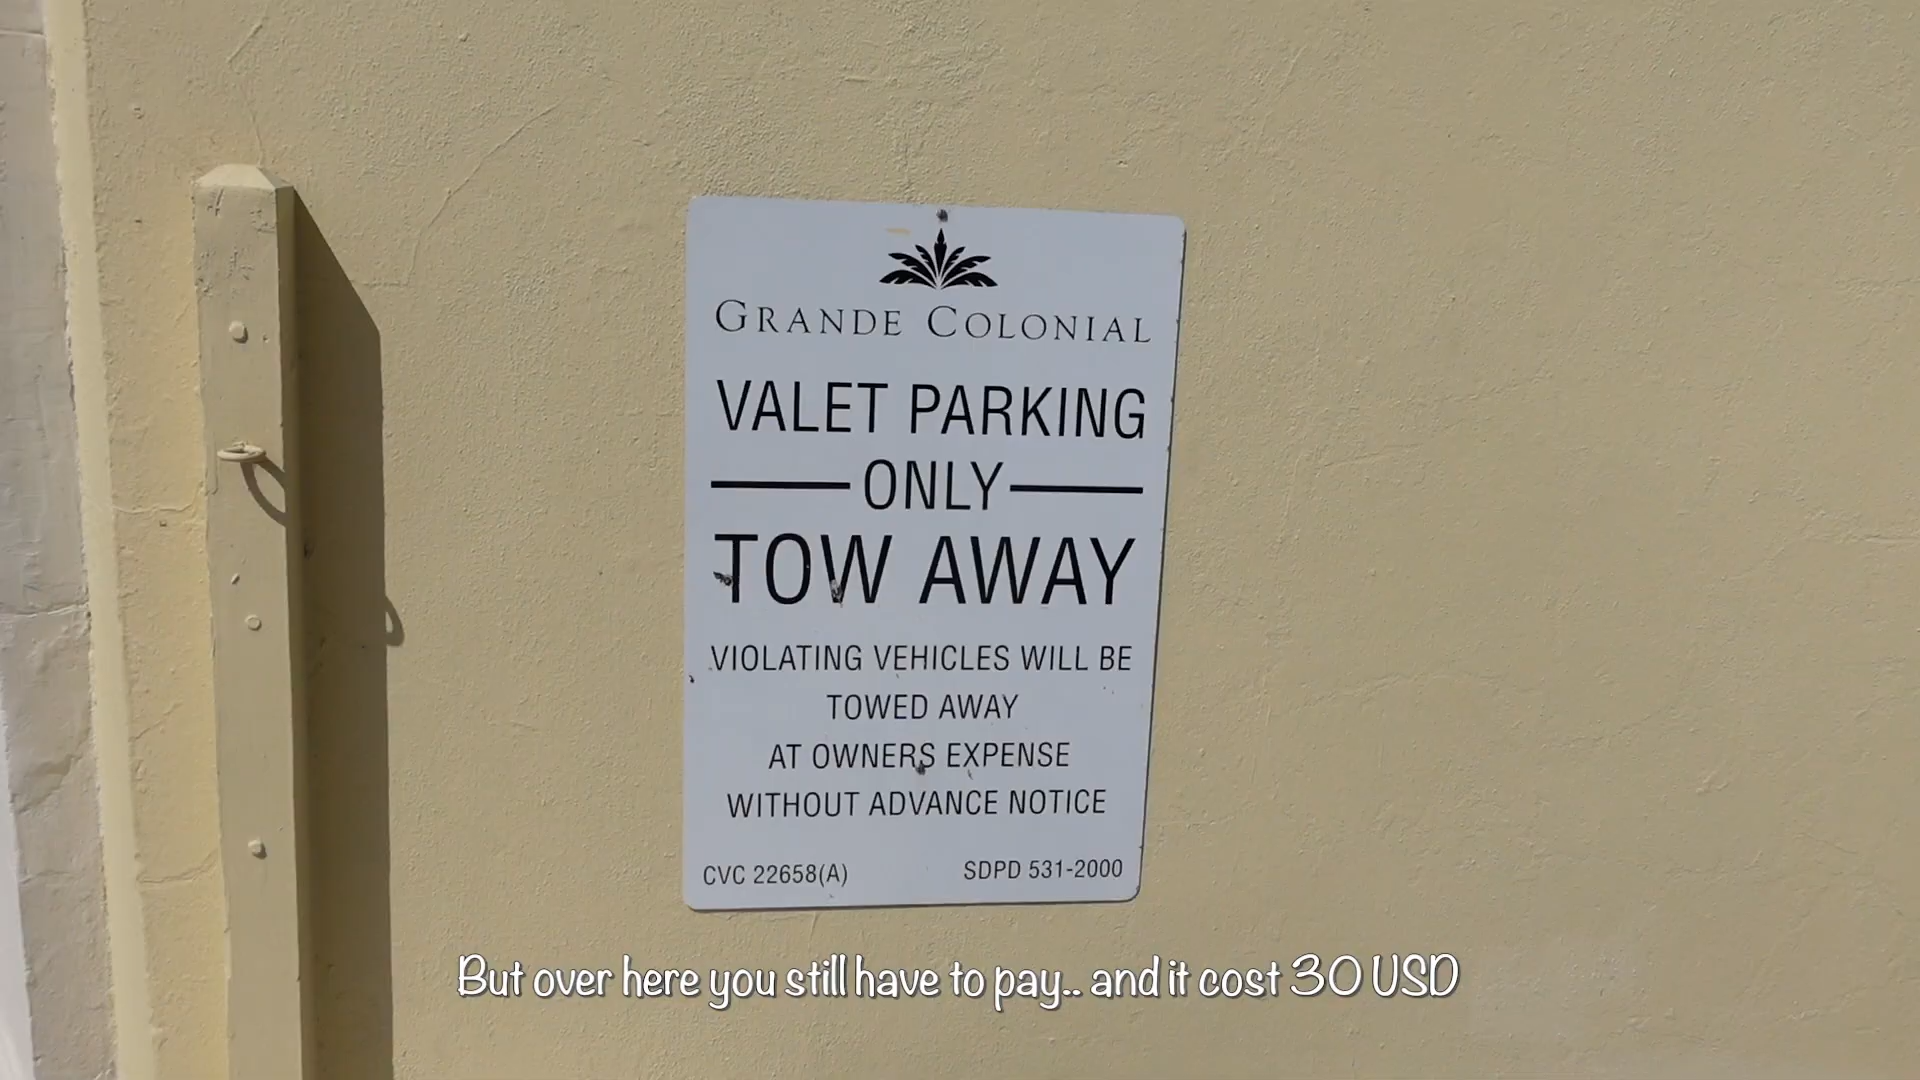 GRANDE COLONIAL
VALET PARKING
ONLY
TOW AWAY
VIOLATING VEHICLES WILL BE
TOWED AWAY
AT OWNERS EXPENSE
WITHOUT ADVANCE NOTICE
CVC 22658(A) SDPD 531-2000
But over here you still have to pay.. and it cost 30 USD